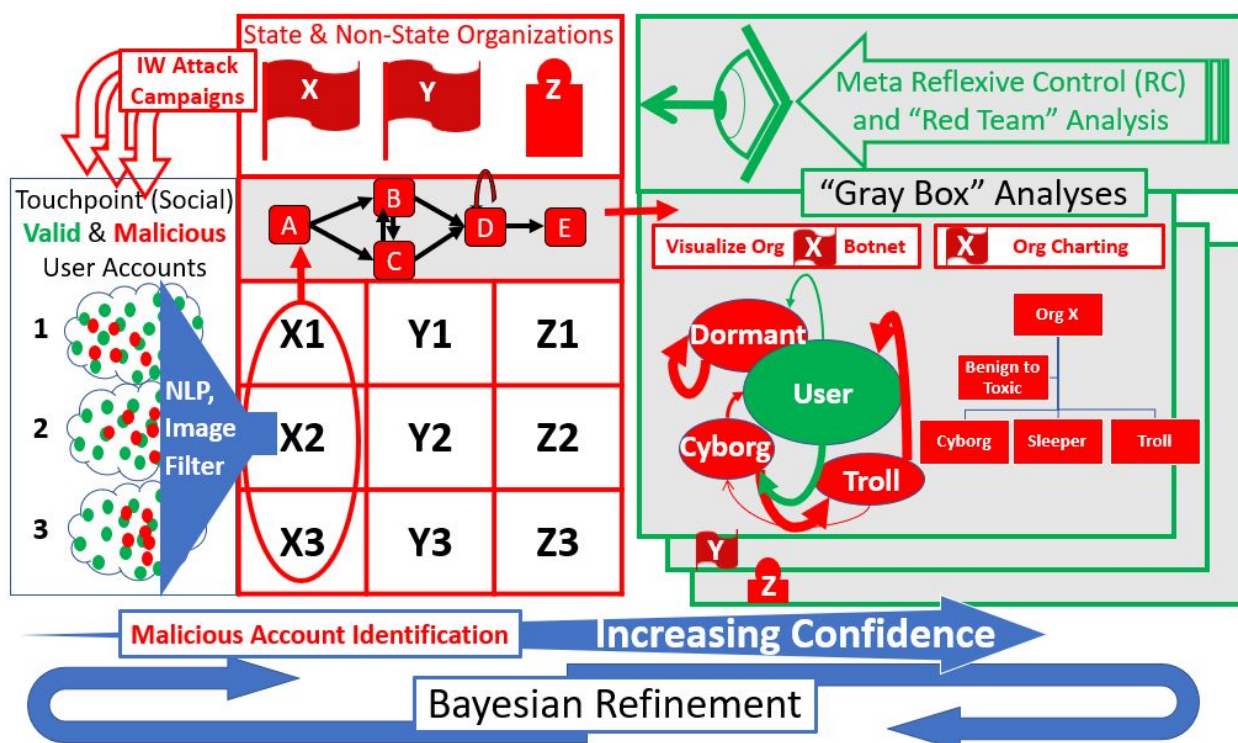 State & Non-State Organizations
IW Attack
Campaigns
X
Y
Z
Meta Reflexive Control (RC)
and “Red Team” Analysis
Touchpoint (Social)
Valid & Malicious
User Accounts
A
B
C
D
E
“Gray Box” Analyses
Visualize Org X Botnet
X Org Charting
1
2
3
NLP,
Image
Filter
X1 Y1 Z1
X2 Y2 Z2
X3 Y3 Z3
Dormant
User
Cyborg
Troll
Org X
Benign to
Toxic
Cyborg Sleeper Troll
Y
Z
Malicious Account Identification
Increasing Confidence
Bayesian Refinement